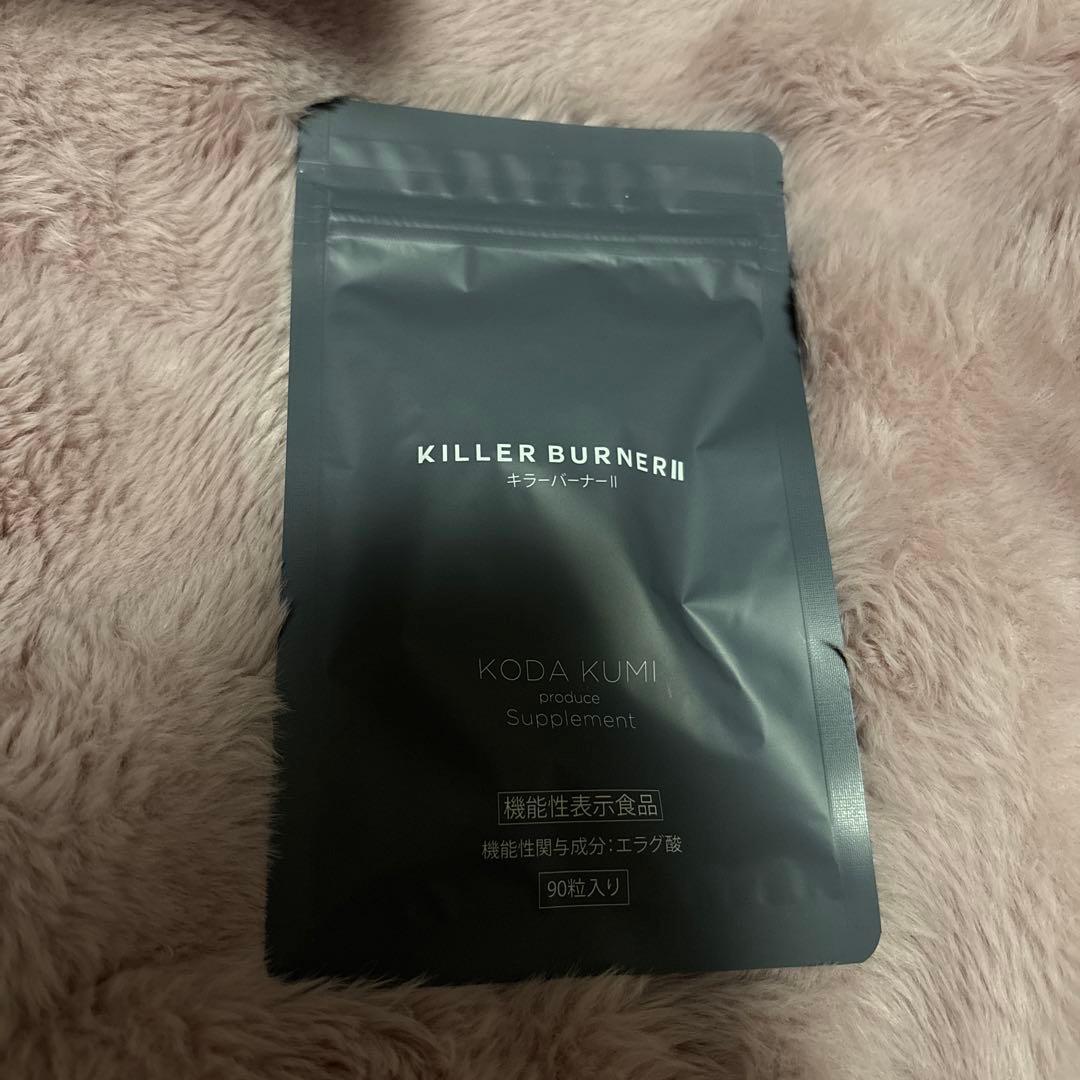 KILLER BURNERⅡ
キラーバーナーⅡ
KODA KUMI
produce
Supplement
機能性表示食品
機能性関与成分：エラグ酸
90粒入り